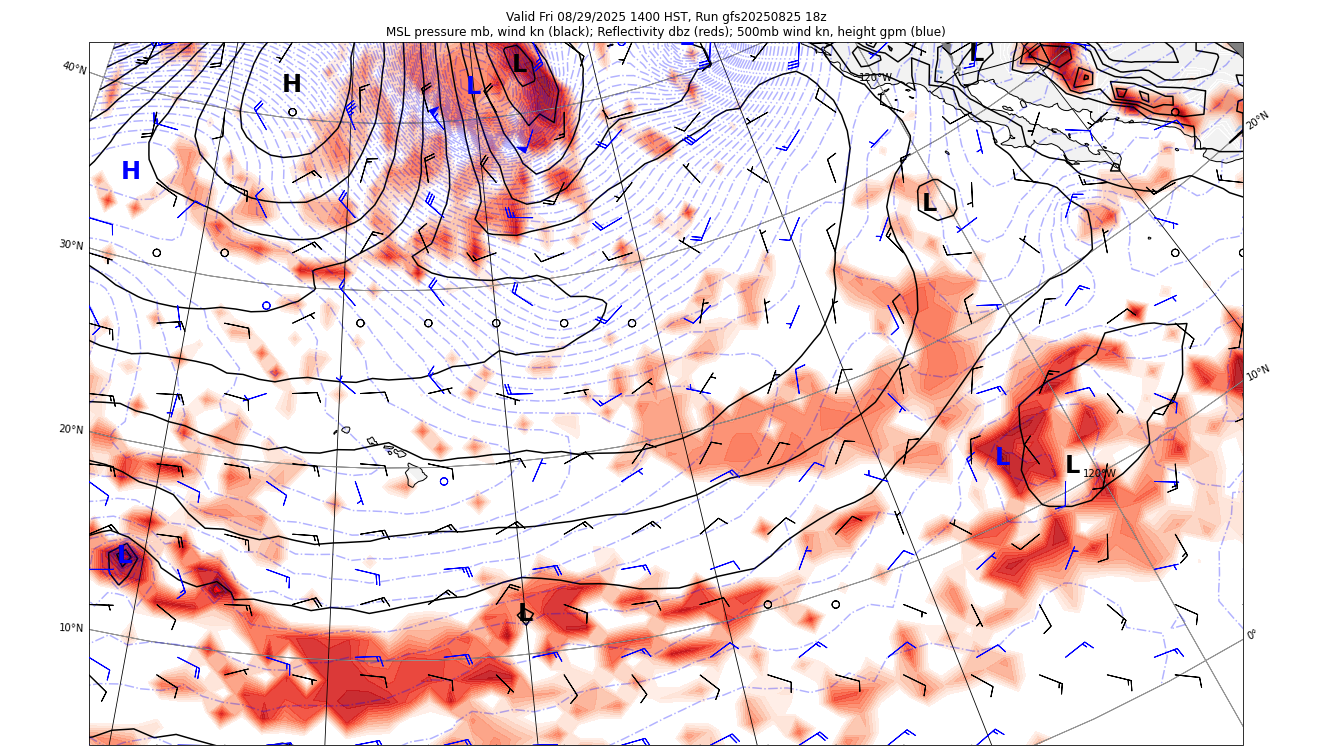 Valid Fri 08/29/2025 1400 HST, Run gfs20250825 18z
MSL pressure mb, wind kn (black); Reflectivity dbz (reds); 500mb wind kn, height gpm (blue)
40°N
H
L
L
L
120°W
20°N
H
L
30°N
10°N
20°N
L
L
120°W
L
10°N
L
0°